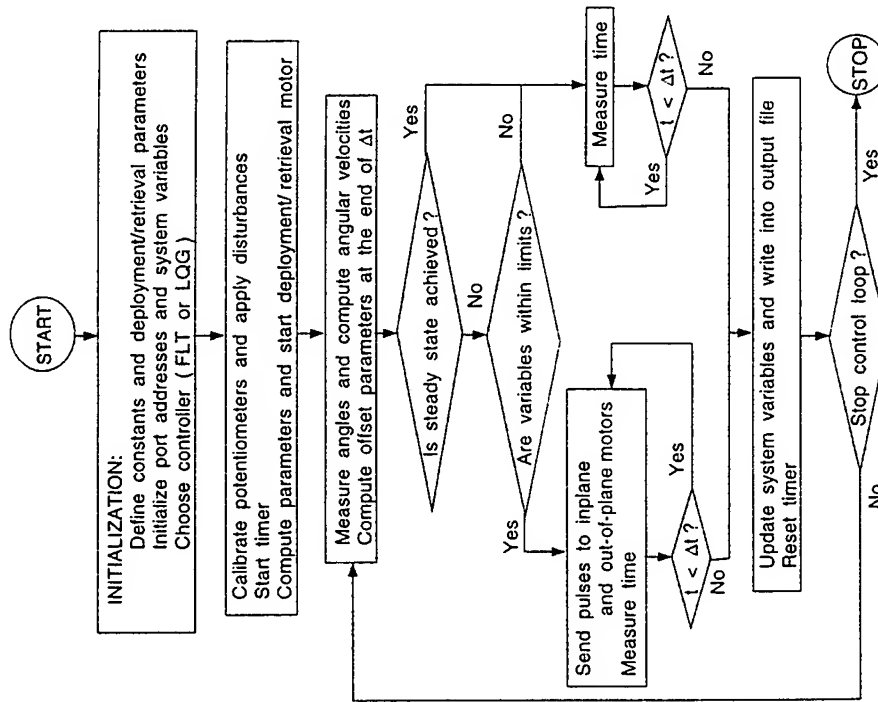 START
INITIALIZATION:
Define constants and deployment/retrieval parameters
Initialize port addresses and system variables
Choose controller ( FLT or LQG )
Calibrate potentiometers and apply disturbances
Start timer
Compute parameters and start deployment/ retrieval motor
Measure angles and compute angular velocities
Compute offset parameters at the end of Δt
Is steady state achieved ?
Yes
No
Are variables within limits ?
Yes
No
Send pulses to inplane
and out-of-plane motors
Measure time
t < Δt ?
Yes
No
Measure time
t < Δt ?
Yes
No
Update system variables and write into output file
Reset timer
Stop control loop ?
No
Yes
STOP